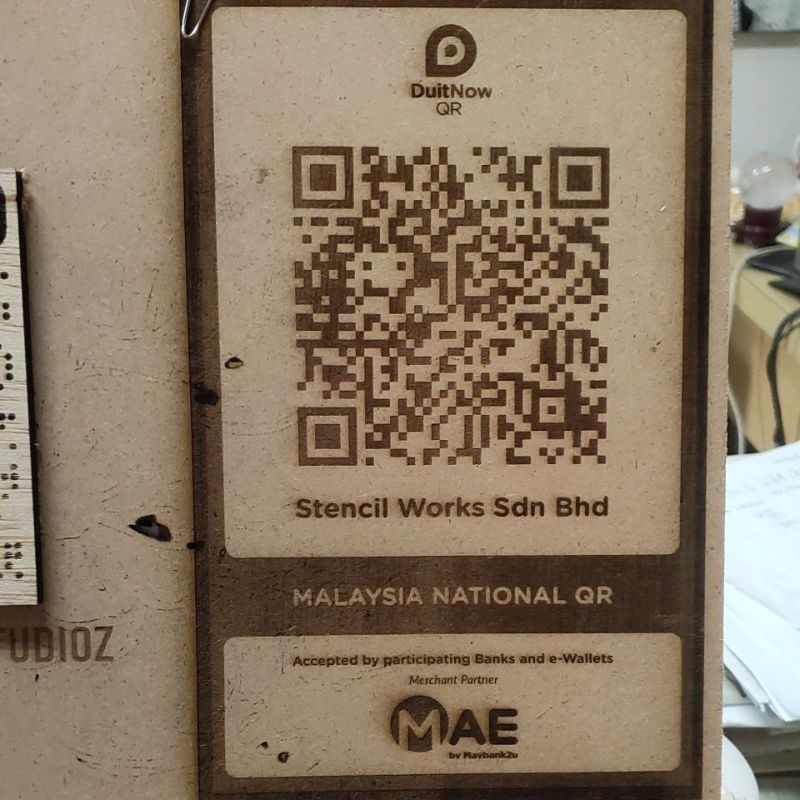 DuitNow
QR
Stencil Works Sdn Bhd
MALAYSIA NATIONAL QR
Accepted by participating Banks and e-Wallets
Merchant Partner
MAE
by Maybank2u
UDIOZ